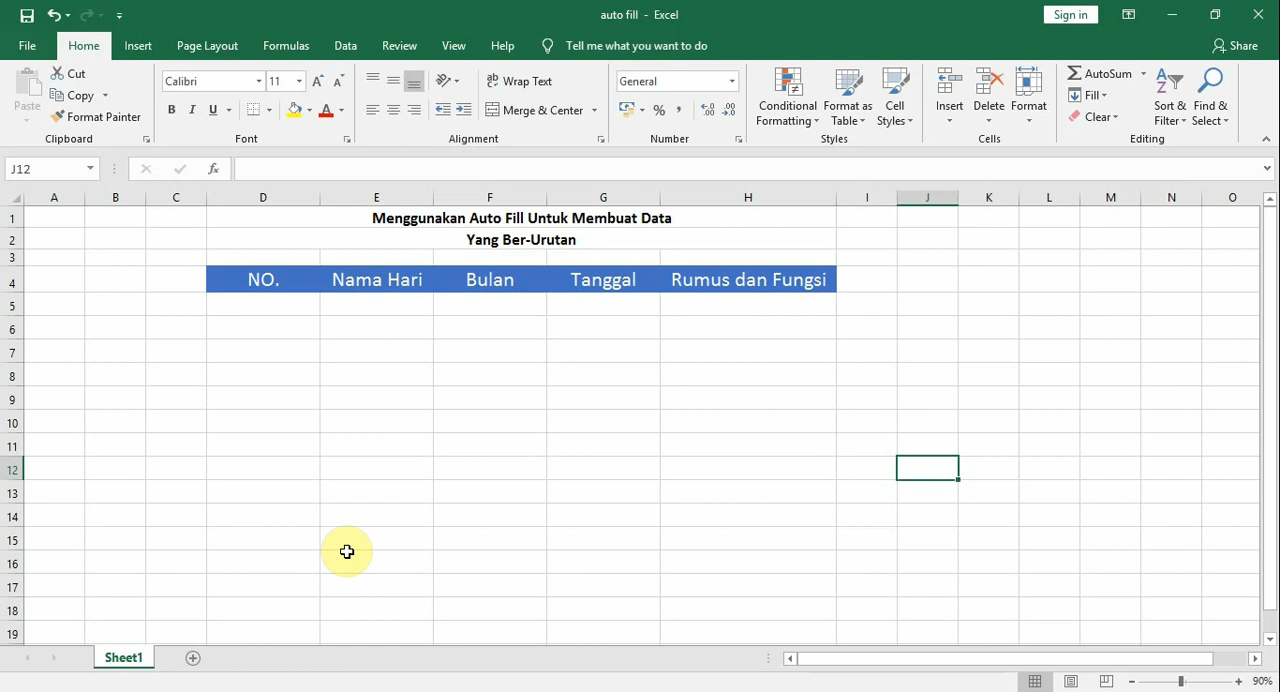 auto fill - Excel
Sign in
File Home Insert Page Layout Formulas Data Review View Help Tell me what you want to do Share
Paste
Cut
Copy
Format Painter
Clipboard
Calibri 11
B I U
Font
Wrap Text
Merge & Center
Alignment
General
%
Number
Conditional Formatting
Format as Table
Cell Styles
Styles
Insert Delete Format
Cells
AutoSum
Fill
Clear
Sort & Filter
Find & Select
Editing
J12 fx
A B C D E F G H I J K L M N O
1 Menggunakan Auto Fill Untuk Membuat Data
2 Yang Ber-Urutan
3
4 NO. Nama Hari Bulan Tanggal Rumus dan Fungsi
5
6
7
8
9
10
11
12
13
14
15
16
17
18
19
Sheet1
90%